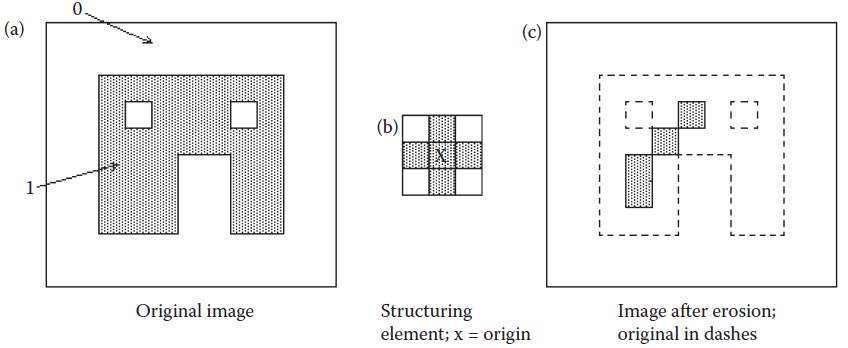 (a)
0
1
Original image
(b)
X
Structuring
element; x = origin
(c)
Image after erosion;
original in dashes